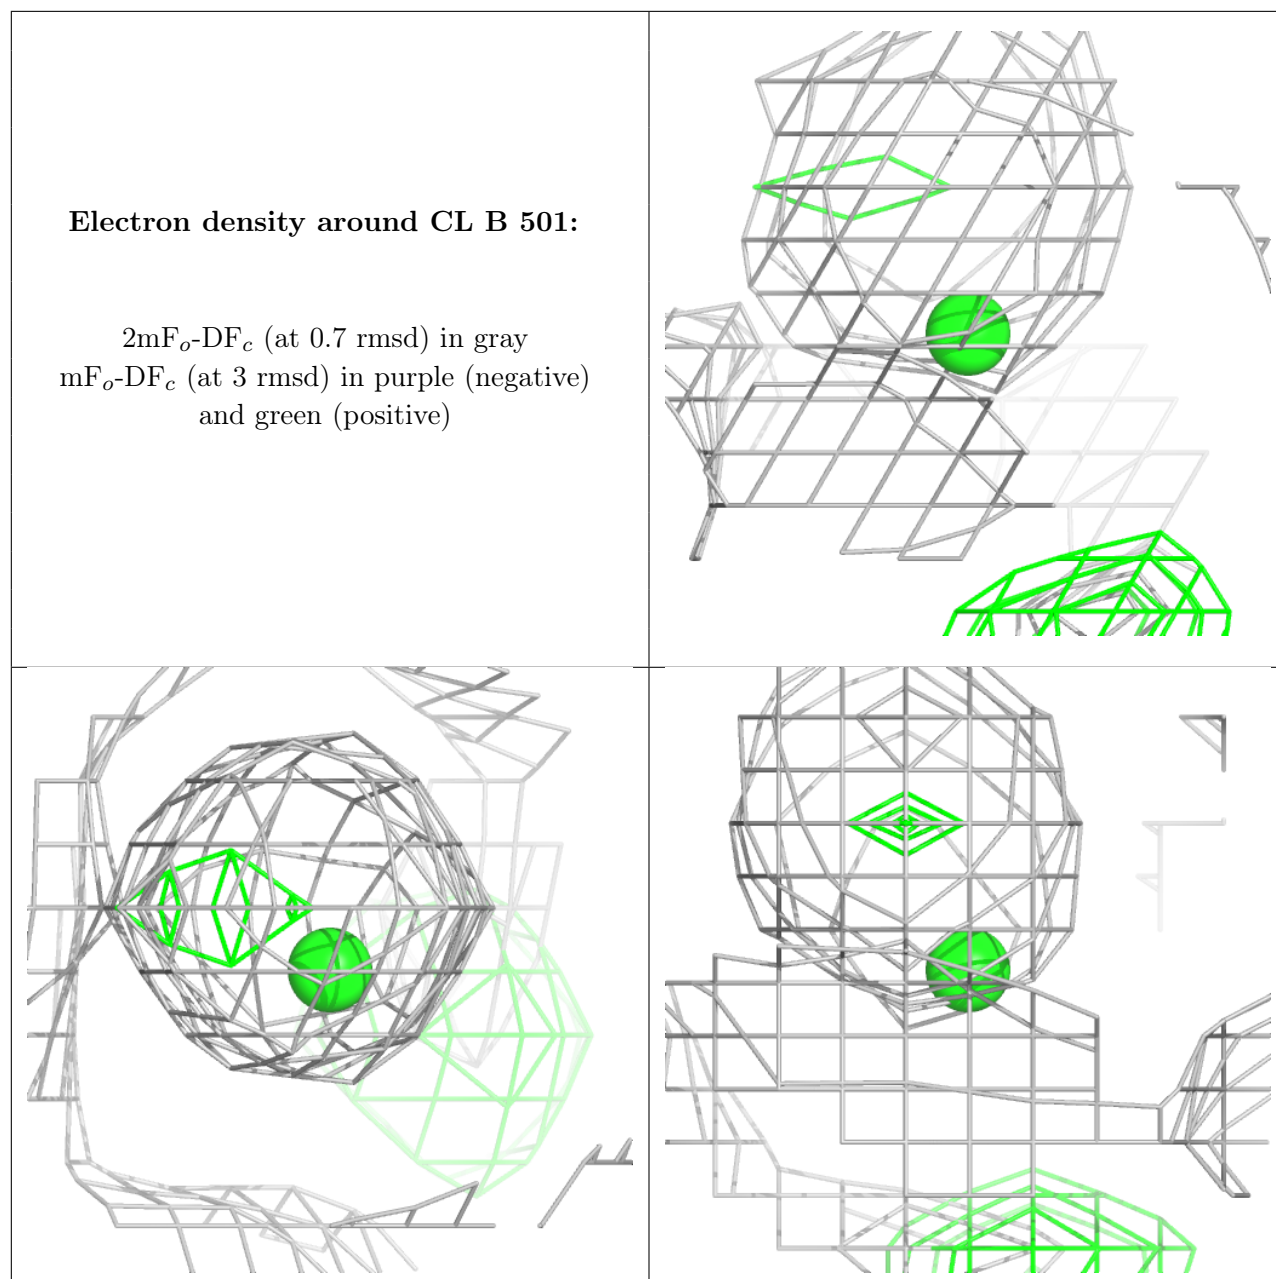 Electron density around CL B 501:
2mFo-DFc (at 0.7 rmsd) in gray
mFo-DFc (at 3 rmsd) in purple (negative)
and green (positive)